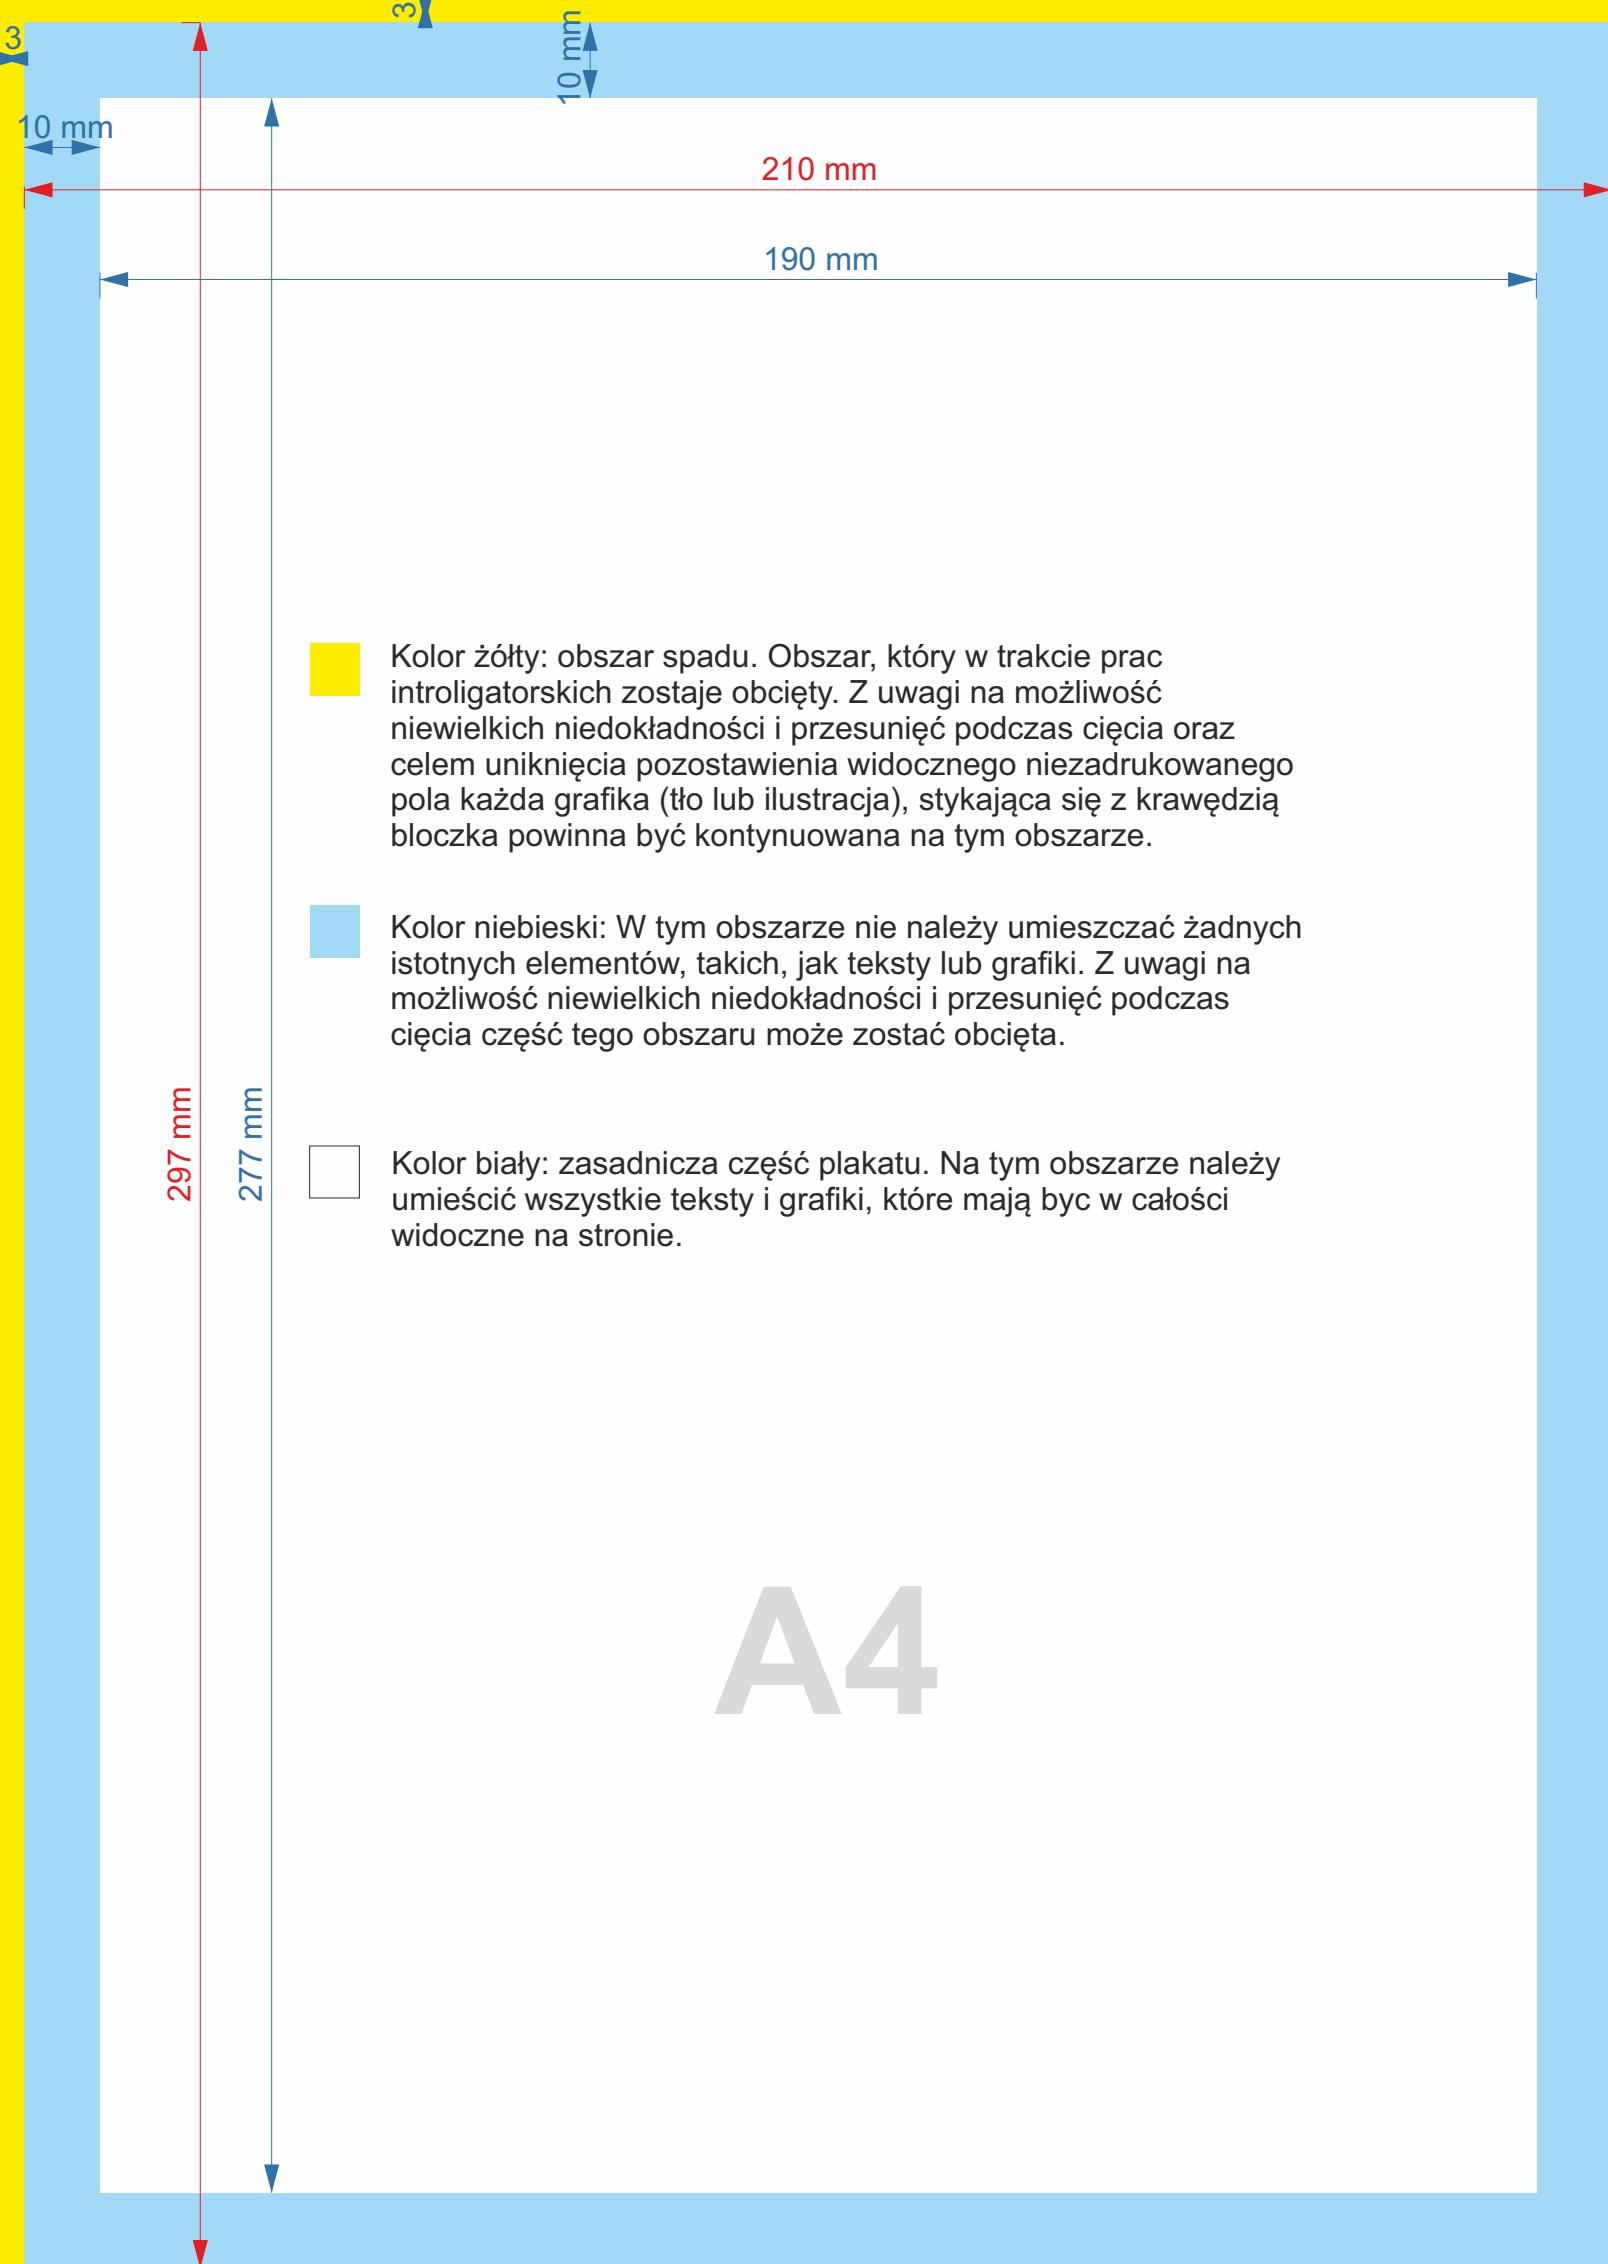 3
3
10 mm
10 mm
210 mm
190 mm
Kolor żółty: obszar spadu. Obszar, który w trakcie prac
introligatorskich zostaje obcięty. Z uwagi na możliwość
niewielkich niedokładności i przesunięć podczas cięcia oraz
celem uniknięcia pozostawienia widocznego niezadrukowanego
pola każda grafika (tło lub ilustracja), stykająca się z krawędzią
bloczka powinna być kontynuowana na tym obszarze.
Kolor niebieski: W tym obszarze nie należy umieszczać żadnych
istotnych elementów, takich, jak teksty lub grafiki. Z uwagi na
możliwość niewielkich niedokładności i przesunięć podczas
cięcia część tego obszaru może zostać obcięta.
297 mm
277 mm
Kolor biały: zasadnicza część plakatu. Na tym obszarze należy
umieścić wszystkie teksty i grafiki, które mają byc w całości
widoczne na stronie.
A4